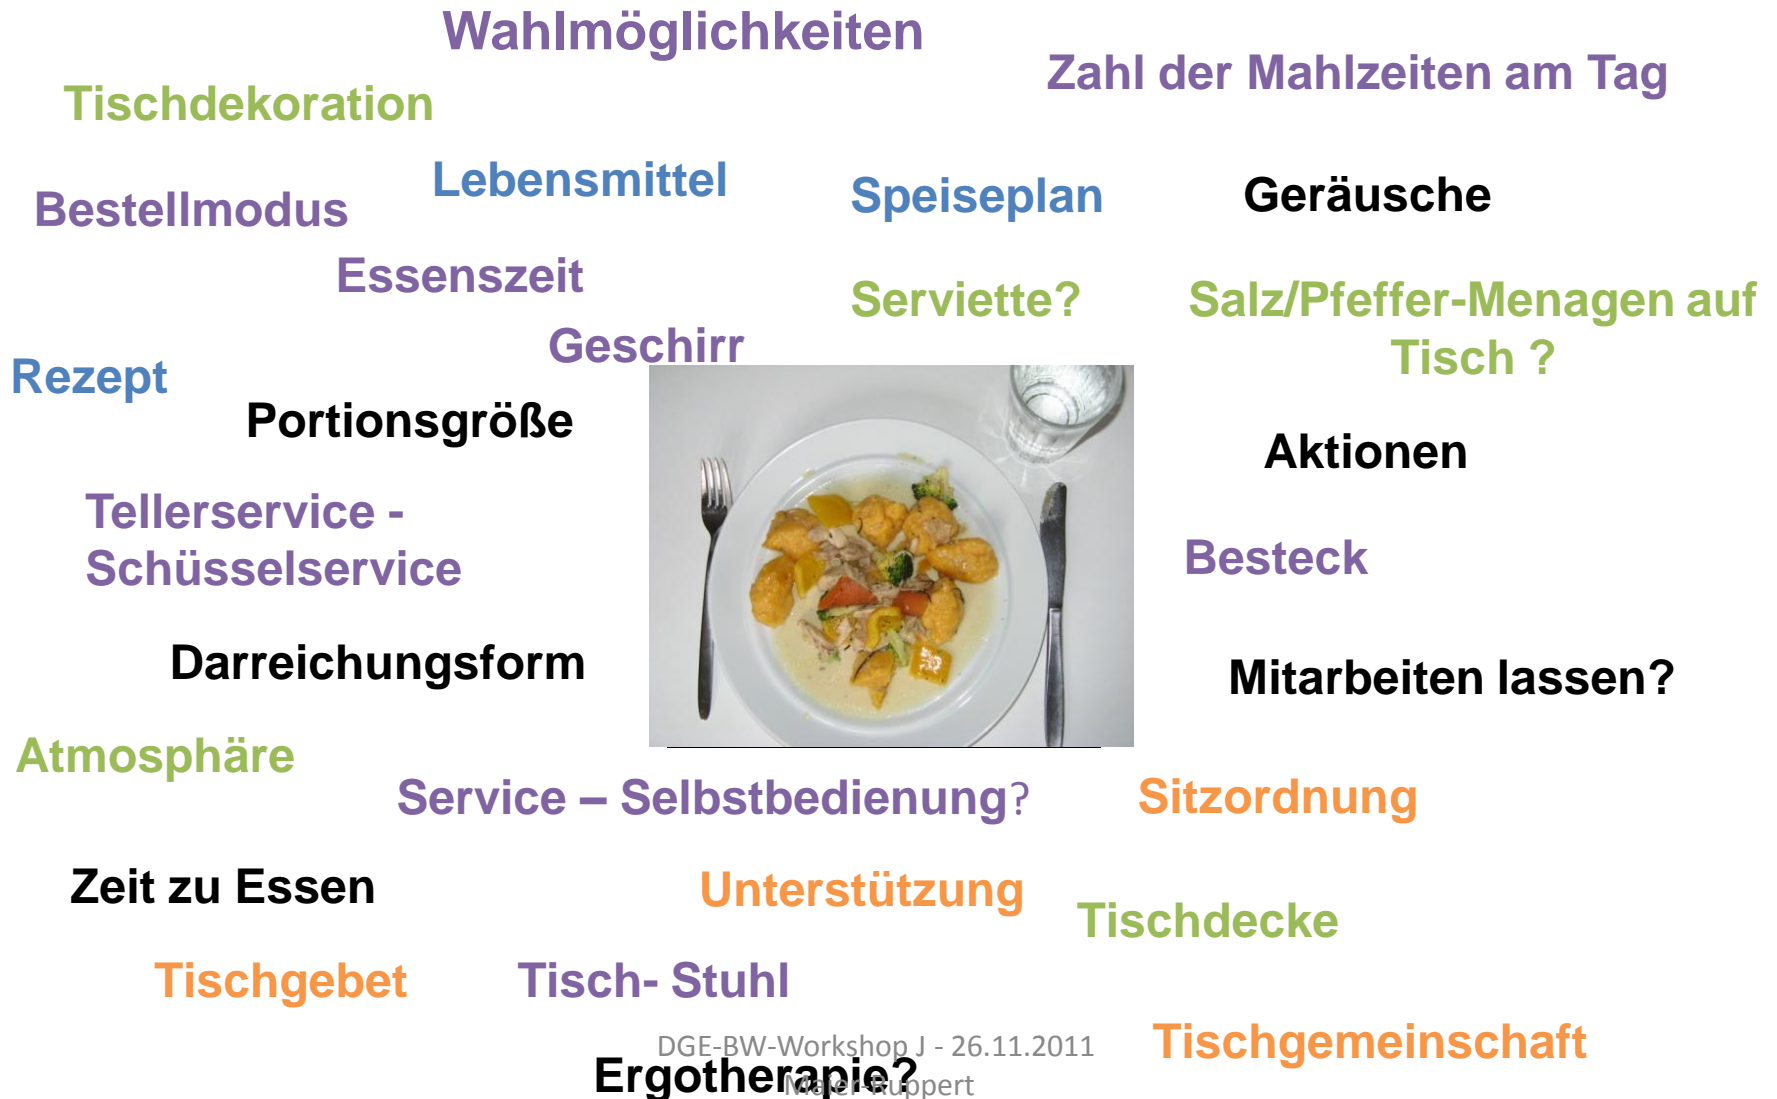 Wahlmöglichkeiten
Zahl der Mahlzeiten am Tag
Tischdekoration
Lebensmittel
Speiseplan
Geräusche
Bestellmodus
Essenszeit
Serviette?
Salz/Pfeffer-Menagen auf
Tisch ?
Geschirr
Rezept
Portionsgröße
Aktionen
Tellerservice -
Schüsselservice
Besteck
Darreichungsform
Mitarbeiten lassen?
Atmosphäre
Service – Selbstbedienung?
Sitzordnung
Zeit zu Essen
Unterstützung
Tischdecke
Tischgebet
Tisch- Stuhl
DGE-BW-Workshop J - 26.11.2011
Maier-Ruppert
Tischgemeinschaft
Ergotherapie?